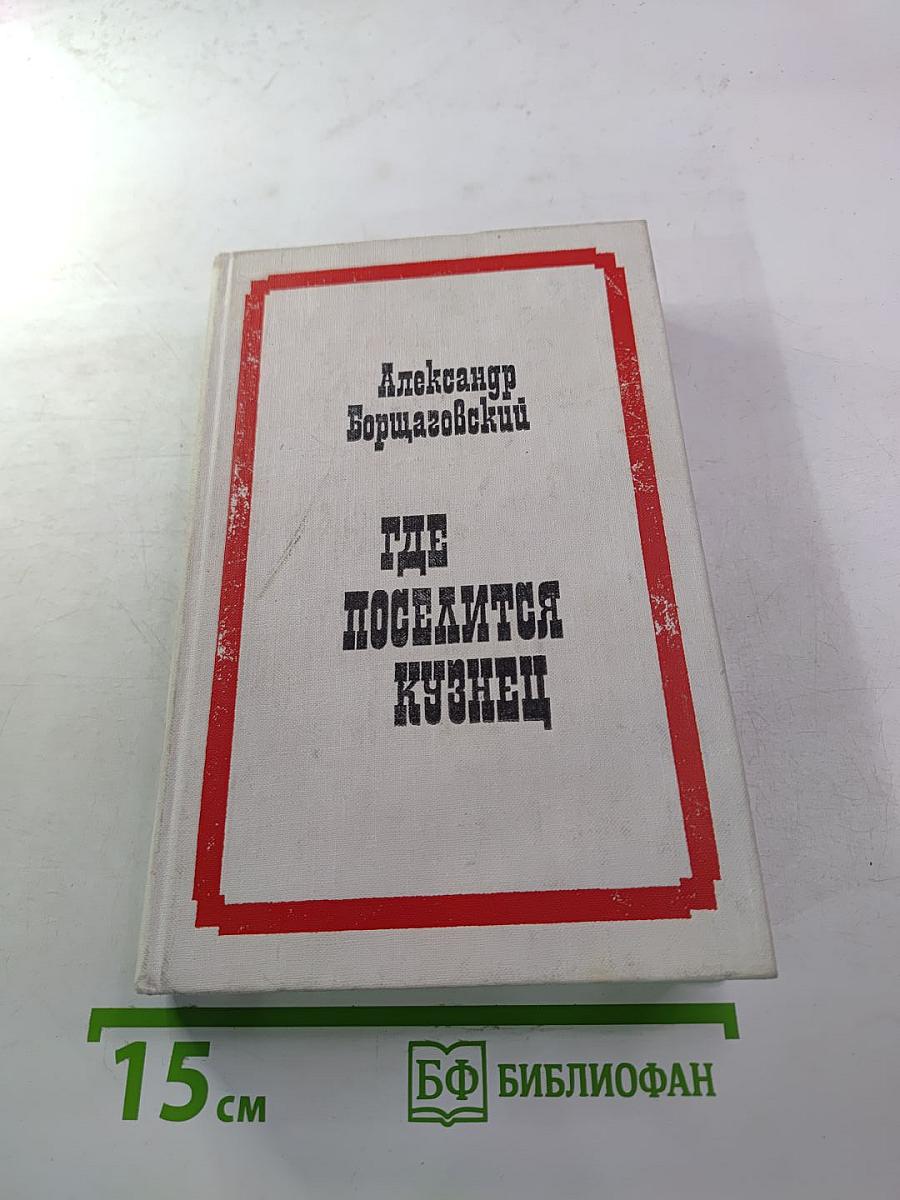 Александр
Борщаговский
ГДЕ
ПОСЕЛИТСЯ
КУЗНЕЦ
15 см
БФ БИБЛИОФАН